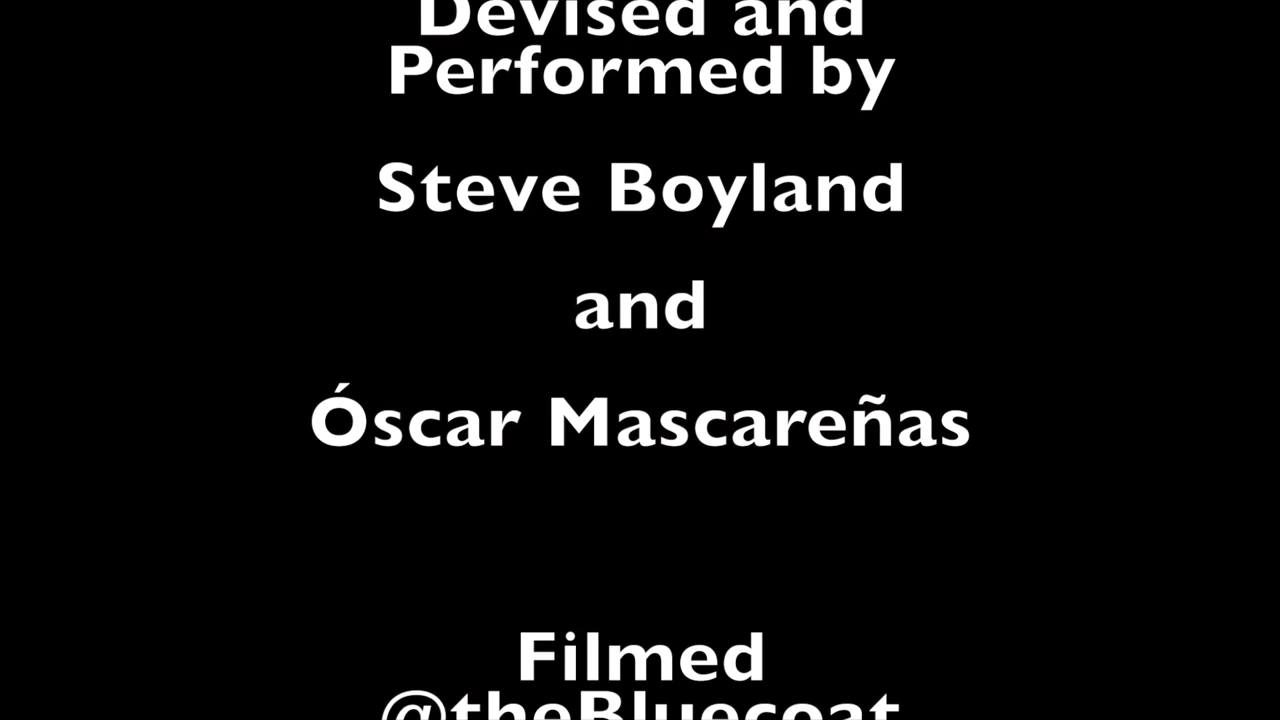 Devised and
Performed by
Steve Boyland
and
Óscar Mascareñas
Filmed
@theBluecoat